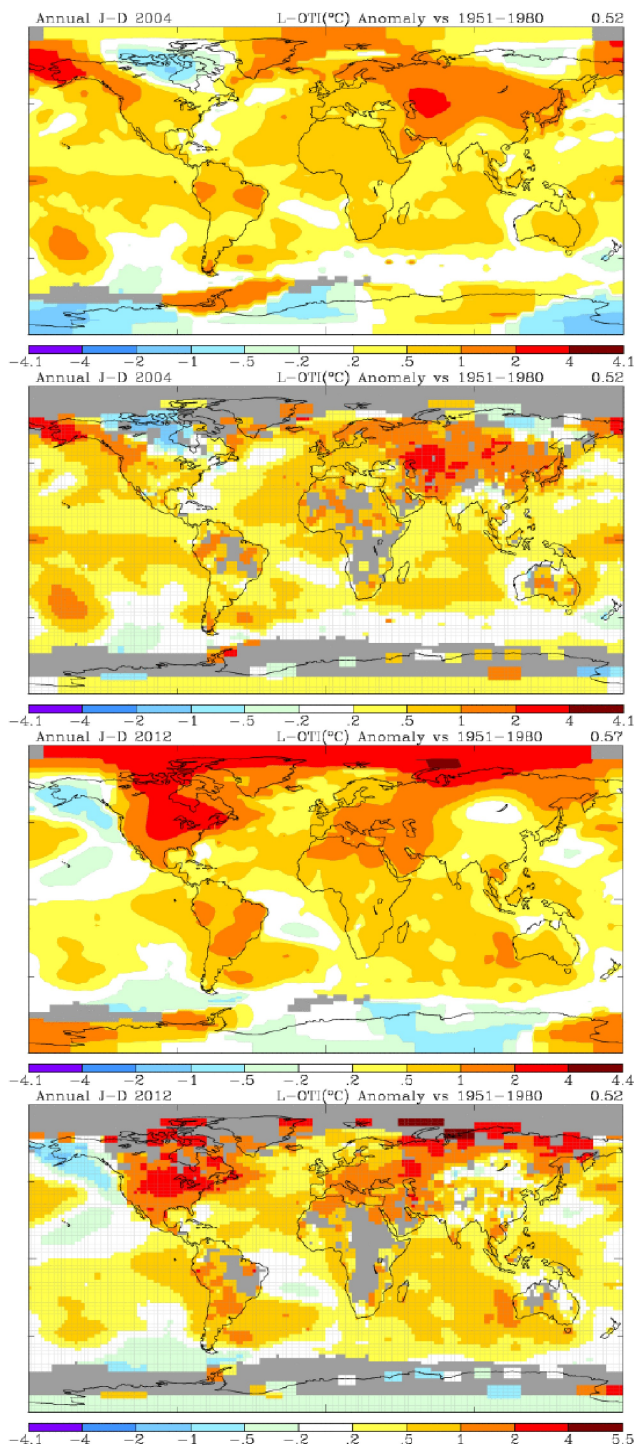 Annual J-D 2004 L-OTI(°C) Anomaly vs 1951-1980 0.52
-4.1 -4 -2 -1 -.5 -.2 .2 .5 1 2 4 4.1
Annual J-D 2004 L-OTI(°C) Anomaly vs 1951-1980 0.52
-4.1 -4 -2 -1 -.5 -.2 .2 .5 1 2 4 4.1
Annual J-D 2012 L-OTI(°C) Anomaly vs 1951-1980 0.57
-4.1 -4 -2 -1 -.5 -.2 .2 .5 1 2 4 4.4
Annual J-D 2012 L-OTI(°C) Anomaly vs 1951-1980 0.52
-4.1 -4 -2 -1 -.5 -.2 .2 .5 1 2 4 5.5